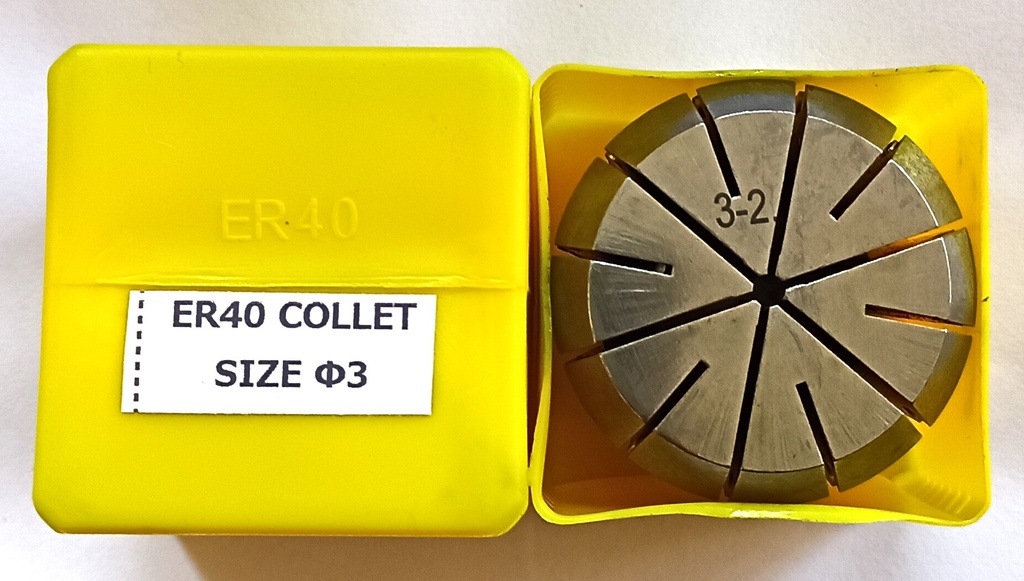 ER40
ER40 COLLET
SIZE Φ3
3-2.